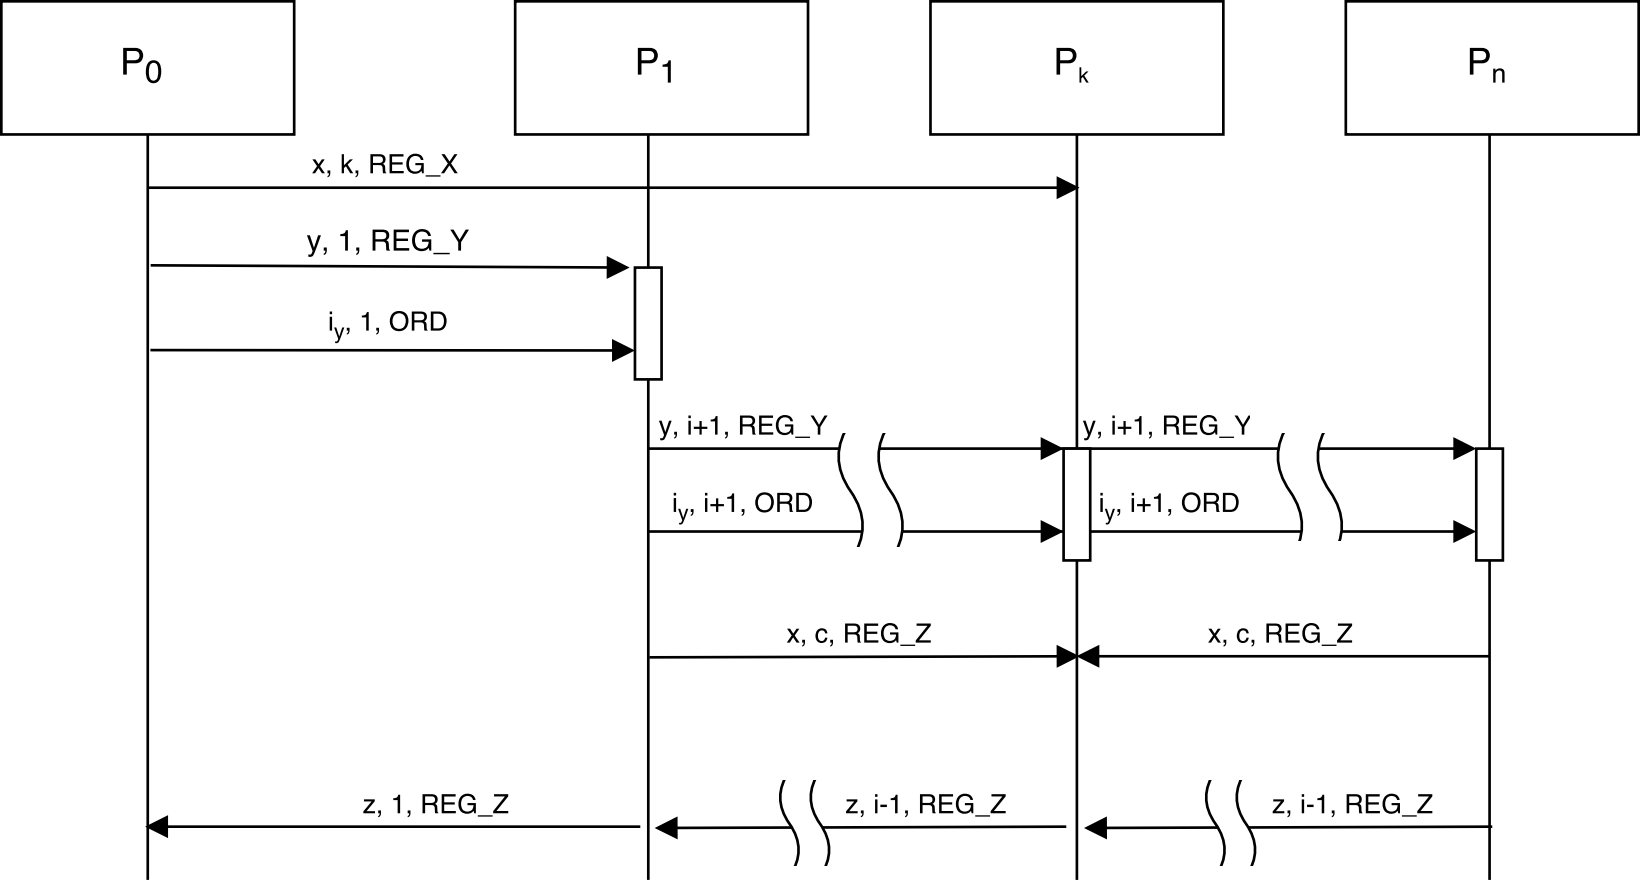 P0 P1 Pk Pn
x, k, REG_X
y, 1, REG_Y
iy, 1, ORD
y, i+1, REG_Y y, i+1, REG_Y
iy, i+1, ORD iy, i+1, ORD
x, c, REG_Z x, c, REG_Z
z, 1, REG_Z z, i-1, REG_Z z, i-1, REG_Z